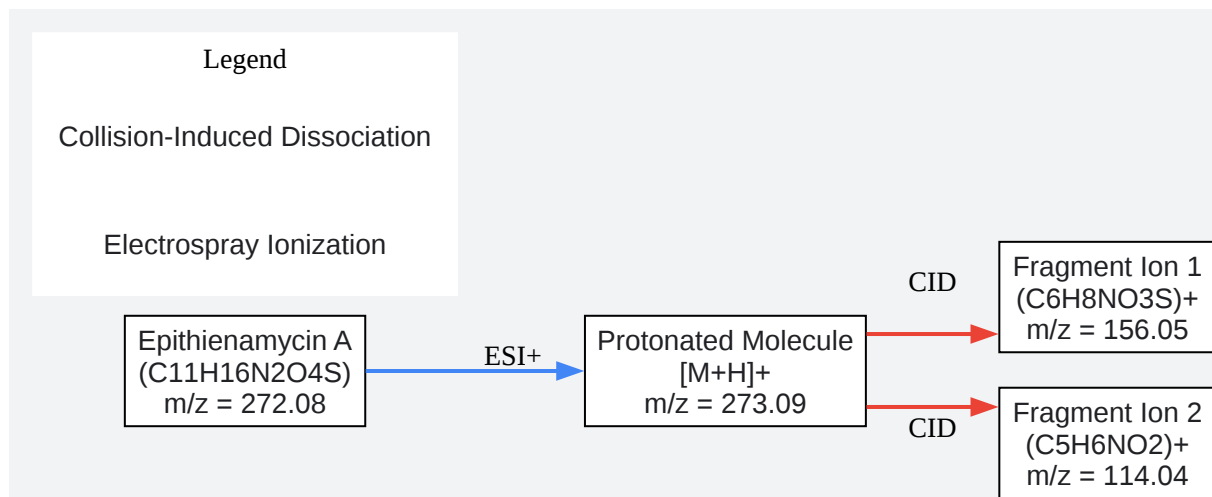 Legend
Collision-Induced Dissociation
Electrospray Ionization
Epithienamycin A
(C11H16N2O4S)
m/z = 272.08
ESI+
Protonated Molecule
[M+H]+
m/z = 273.09
CID
Fragment Ion 1
(C6H8NO3S)+
m/z = 156.05
CID
Fragment Ion 2
(C5H6NO2)+
m/z = 114.04